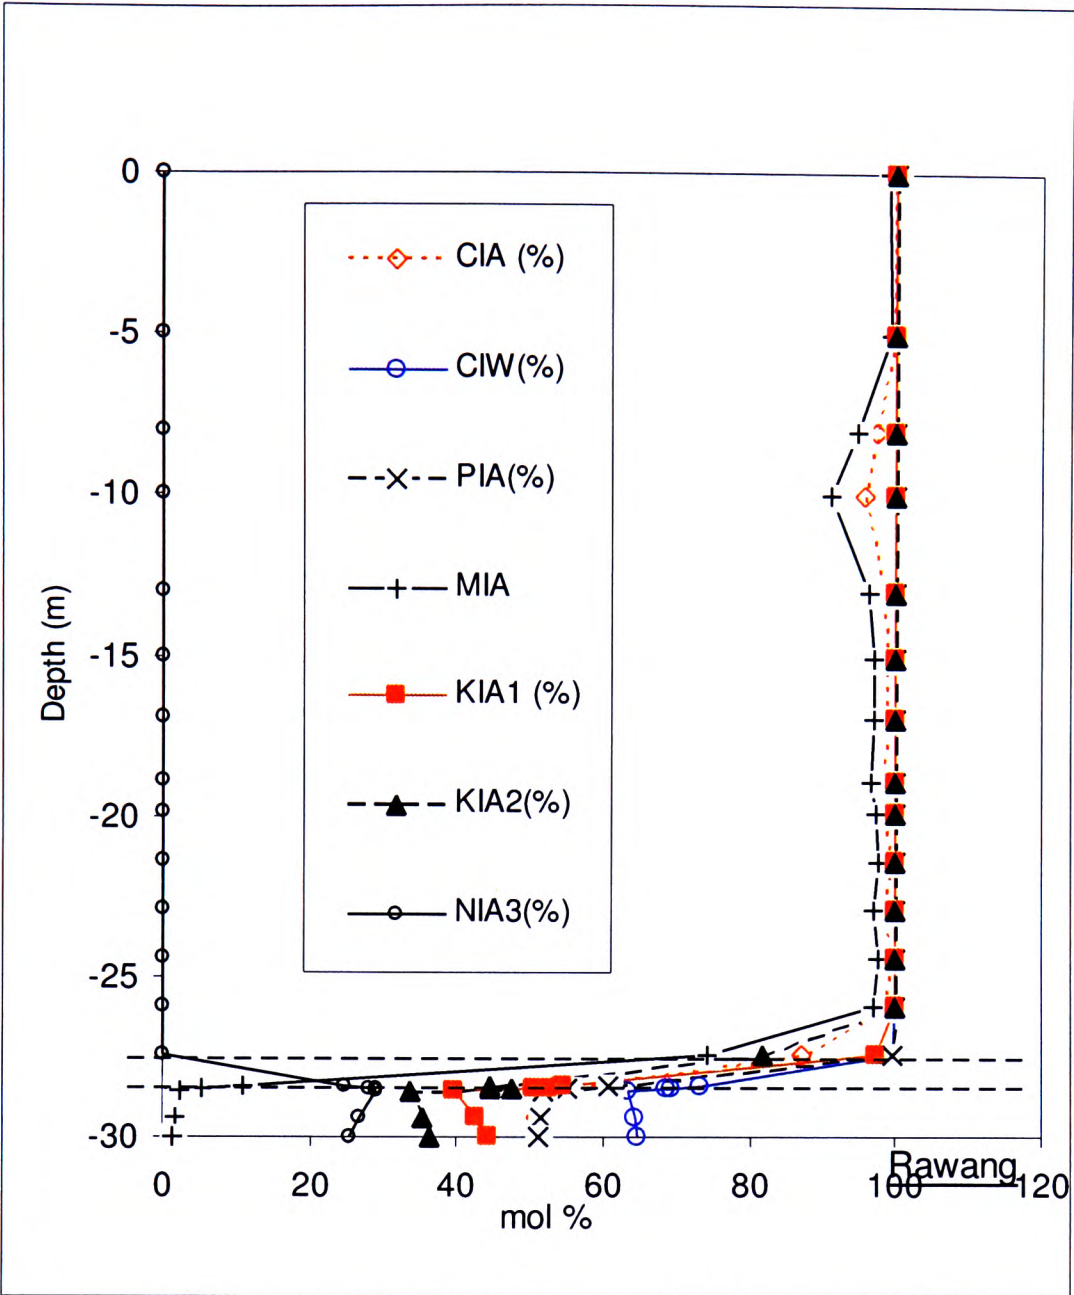 0
-5
-10
-15
-20
-25
-30
Depth (m)
CIA (%)
CIW(%)
PIA(%)
MIA
KIA1 (%)
KIA2(%)
NIA3(%)
Rawang
0 20 40 60 80 100 120
mol %